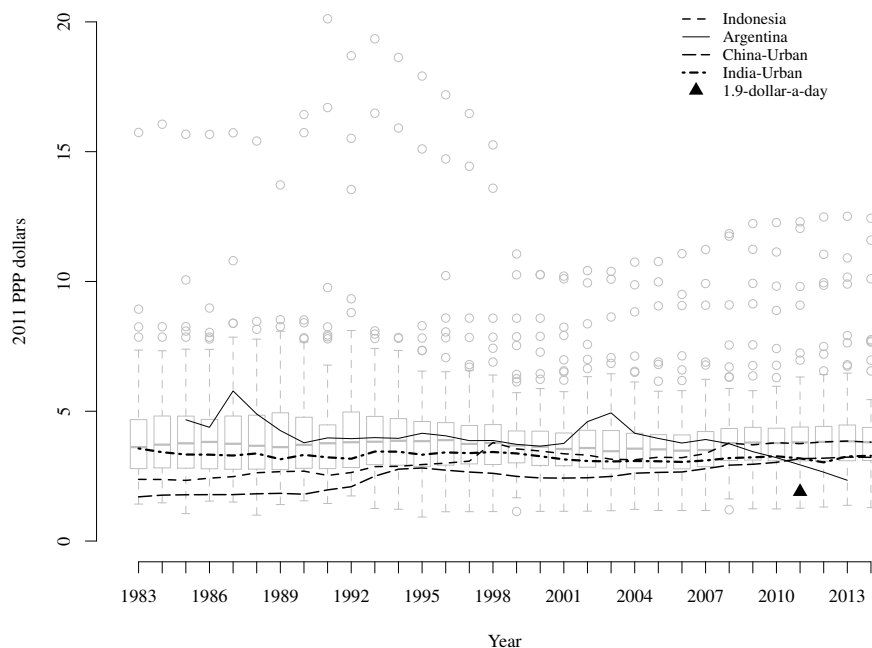 20
15
10
5
0
2011 PPP dollars
Indonesia
Argentina
China-Urban
India-Urban
1.9-dollar-a-day
1983 1986 1989 1992 1995 1998 2001 2004 2007 2010 2013
Year